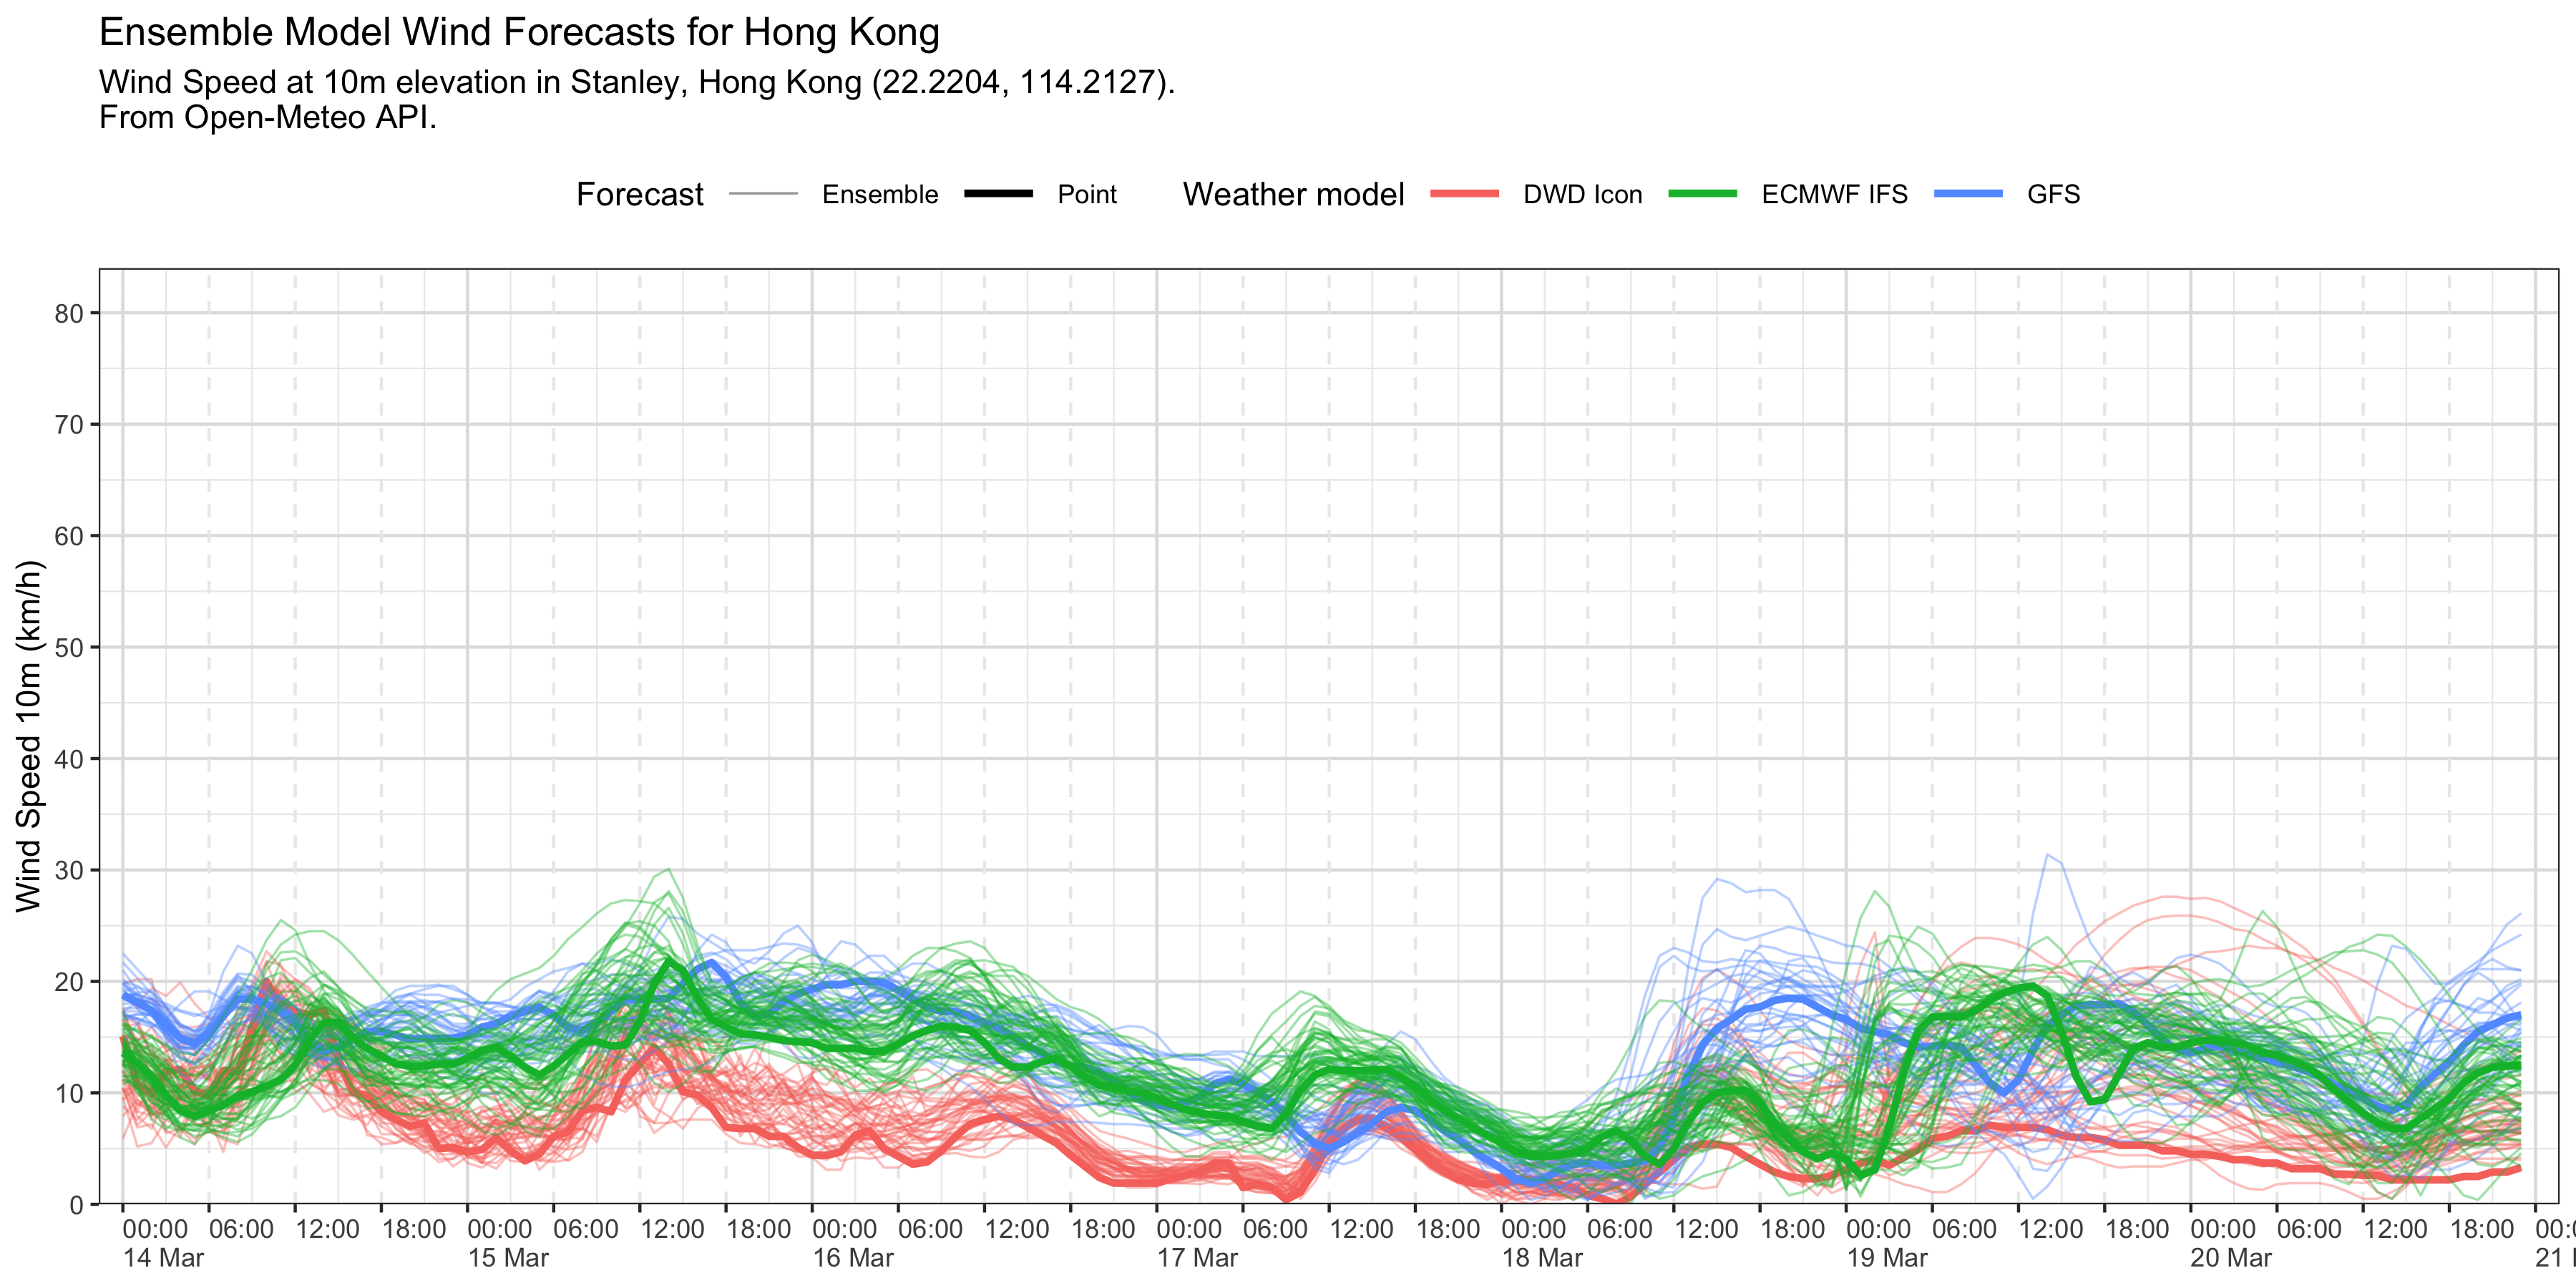 Ensemble Model Wind Forecasts for Hong Kong
Wind Speed at 10m elevation in Stanley, Hong Kong (22.2204, 114.2127).
From Open-Meteo API.
Forecast Ensemble Point Weather model DWD Icon ECMWF IFS GFS
Wind Speed 10m (km/h)
80
70
60
50
40
30
20
10
0
00:00 06:00 12:00 18:00 00:00 06:00 12:00 18:00 00:00 06:00 12:00 18:00 00:00 06:00 12:00 18:00 00:00 06:00 12:00 18:00 00:00 06:00 12:00 18:00 00:00 06:00 12:00 18:00
14 Mar 15 Mar 16 Mar 17 Mar 18 Mar 19 Mar 20 Mar 21